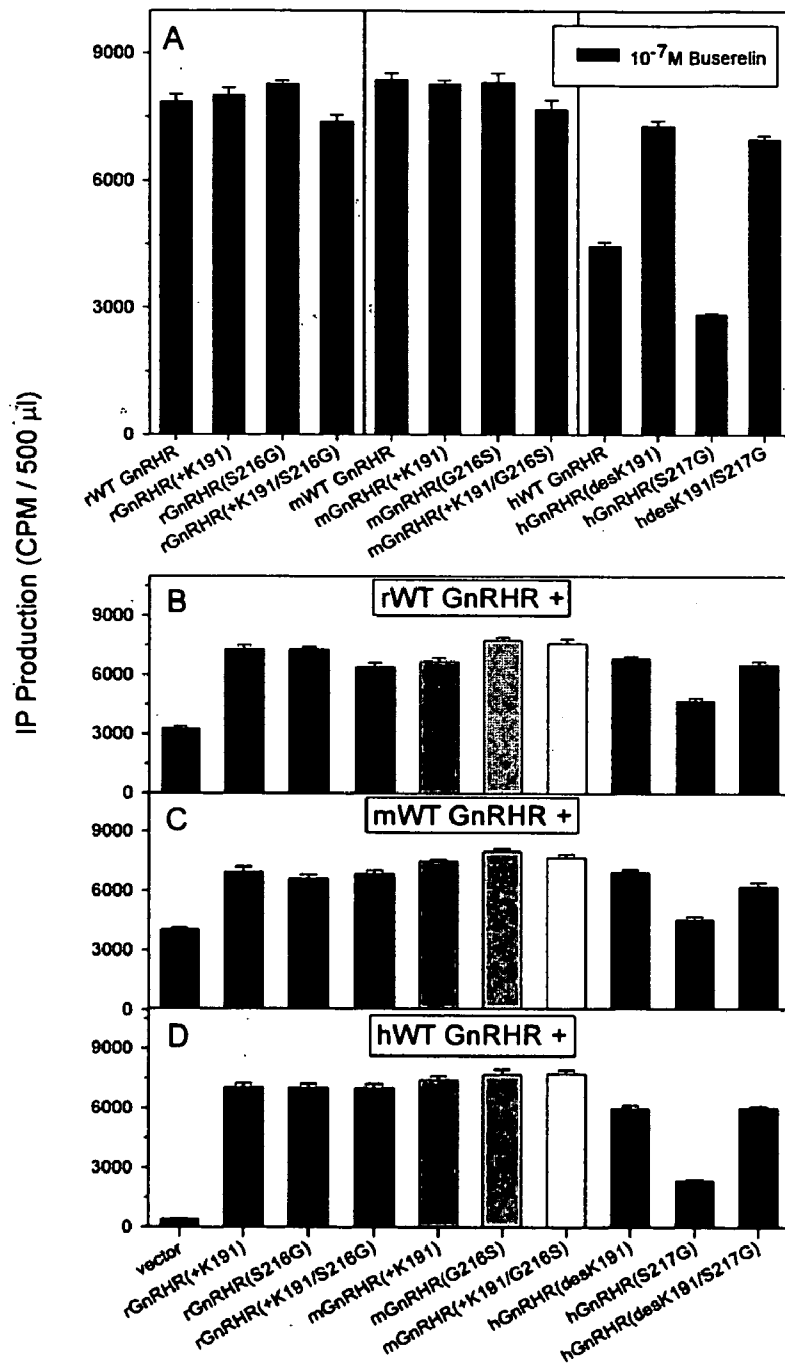 A
10⁻⁷M Buserelin
9000
6000
3000
0
rWT GnRHR
rGnRHR(+K191)
rGnRHR(S216G)
rGnRHR(+K191/S216G)
mWT GnRHR
mGnRHR(+K191)
mGnRHR(G216S)
mGnRHR(+K191/G216S)
hWT GnRHR
hGnRHR(desK191)
hGnRHR(S217G)
hdesK191/S217G
IP Production (CPM / 500 µl)
B
rWT GnRHR +
9000
6000
3000
0
C
mWT GnRHR +
9000
6000
3000
0
D
hWT GnRHR +
9000
6000
3000
0
vector
rGnRHR(+K191)
rGnRHR(S216G)
rGnRHR(+K191/S216G)
mGnRHR(+K191)
mGnRHR(G216S)
mGnRHR(+K191/G216S)
hGnRHR(desK191)
hGnRHR(S217G)
hGnRHR(desK191/S217G)